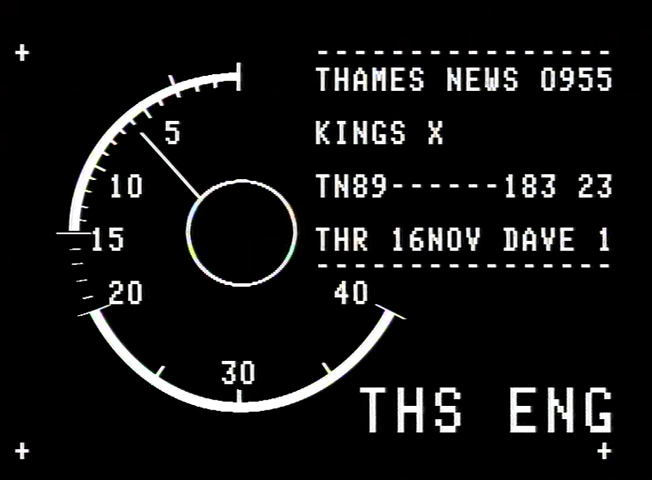 THAMES NEWS 0955
KINGS X
TN89------183 23
THR 16NOV DAVE 1
5
10
15
20
40
30
THS ENG